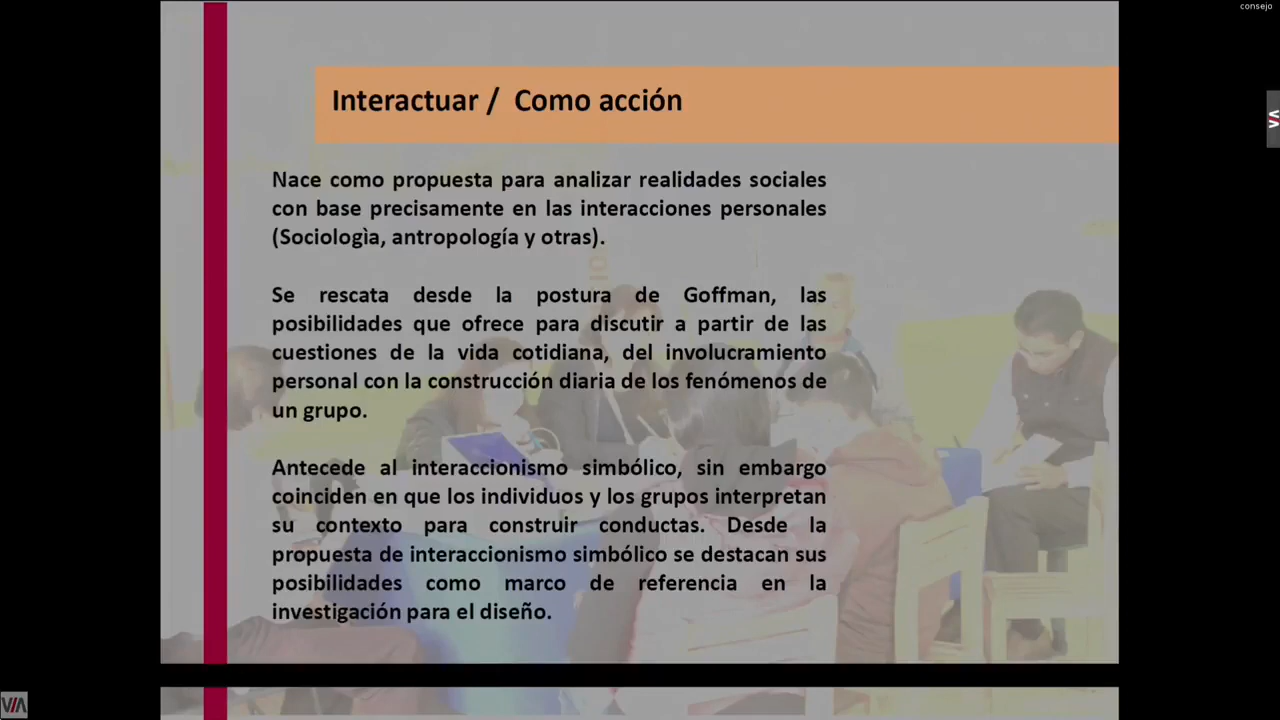 consejo
Interactuar / Como acción
Nace como propuesta para analizar realidades sociales
con base precisamente en las interacciones personales
(Sociologìa, antropología y otras).
Se rescata desde la postura de Goffman, las
posibilidades que ofrece para discutir a partir de las
cuestiones de la vida cotidiana, del involucramiento
personal con la construcción diaria de los fenómenos de
un grupo.
Antecede al interaccionismo simbólico, sin embargo
coinciden en que los individuos y los grupos interpretan
su contexto para construir conductas. Desde la
propuesta de interaccionismo simbólico se destacan sus
posibilidades como marco de referencia en la
investigación para el diseño.
VIA